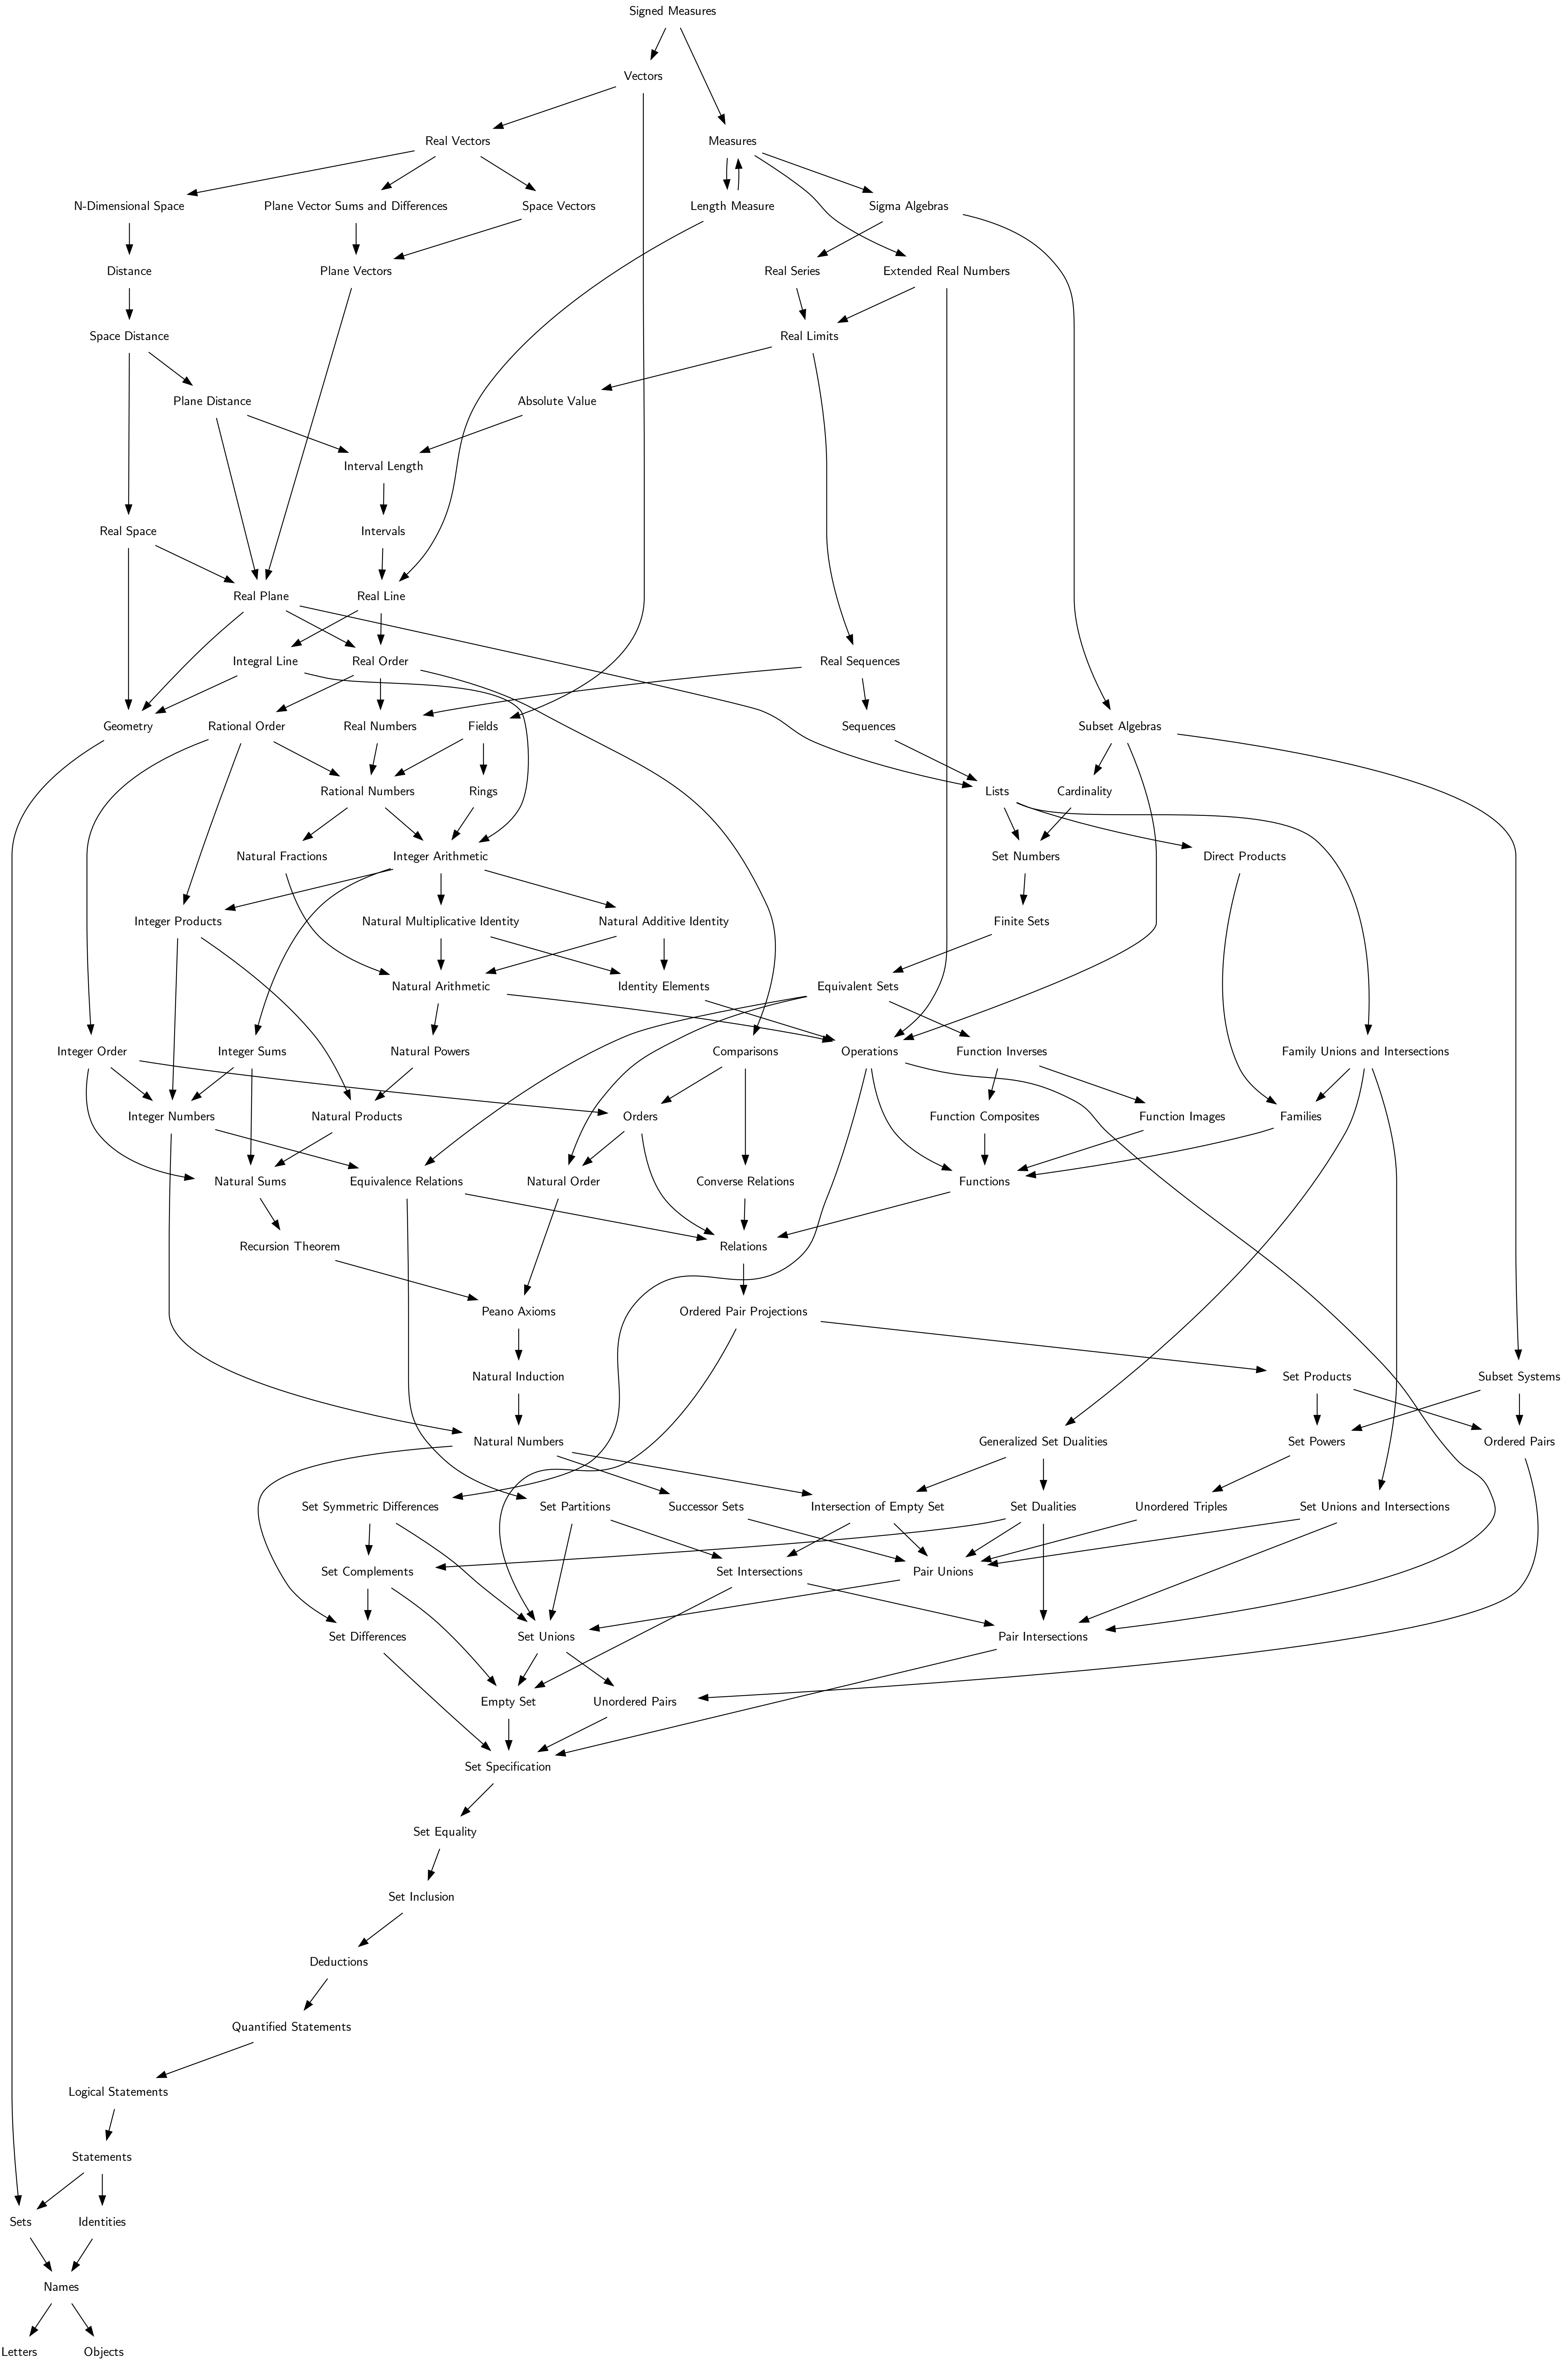 Signed Measures
Vectors
Real Vectors
Measures
N-Dimensional Space
Plane Vector Sums and Differences
Space Vectors
Length Measure
Sigma Algebras
Distance
Plane Vectors
Real Series
Extended Real Numbers
Space Distance
Real Limits
Plane Distance
Absolute Value
Interval Length
Real Space
Intervals
Real Plane
Real Line
Integral Line
Real Order
Real Sequences
Geometry
Rational Order
Real Numbers
Fields
Sequences
Subset Algebras
Rational Numbers
Rings
Lists
Cardinality
Natural Fractions
Integer Arithmetic
Set Numbers
Direct Products
Integer Products
Natural Multiplicative Identity
Natural Additive Identity
Finite Sets
Natural Arithmetic
Identity Elements
Equivalent Sets
Integer Order
Integer Sums
Natural Powers
Comparisons
Operations
Function Inverses
Family Unions and Intersections
Integer Numbers
Natural Products
Orders
Function Composites
Function Images
Families
Natural Sums
Equivalence Relations
Natural Order
Converse Relations
Functions
Recursion Theorem
Relations
Peano Axioms
Ordered Pair Projections
Natural Induction
Set Products
Subset Systems
Natural Numbers
Generalized Set Dualities
Set Powers
Ordered Pairs
Set Symmetric Differences
Set Partitions
Successor Sets
Intersection of Empty Set
Set Dualities
Unordered Triples
Set Unions and Intersections
Set Complements
Set Intersections
Pair Unions
Set Differences
Set Unions
Pair Intersections
Empty Set
Unordered Pairs
Set Specification
Set Equality
Set Inclusion
Deductions
Quantified Statements
Logical Statements
Statements
Sets
Identities
Names
Letters
Objects